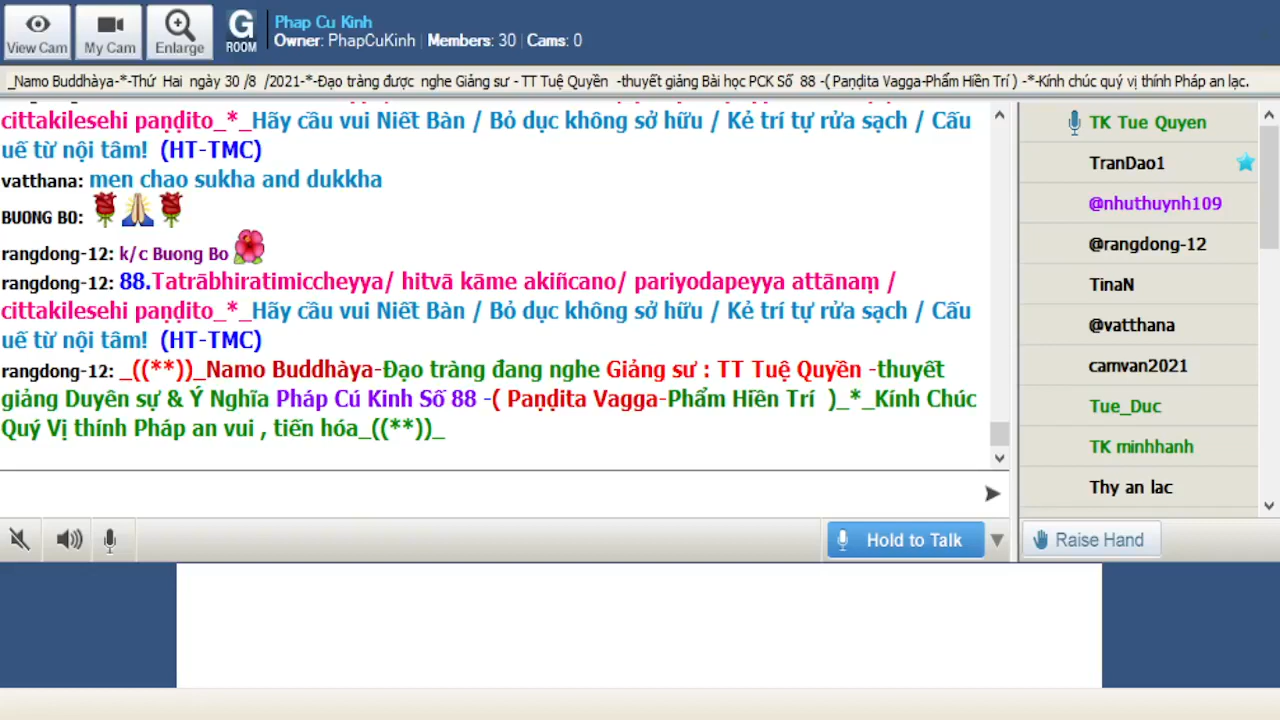 View Cam
My Cam
Enlarge
G
ROOM
Phap Cu Kinh
Owner: PhapCuKinh | Members: 30 | Cams: 0
_Namo Buddhàya-*-Thứ Hai ngày 30 /8 /2021-*-Đạo tràng được nghe Giảng sư - TT Tuệ Quyền -thuyết giảng Bài học PCK Số 88 -( Paṇḍita Vagga-Phẩm Hiền Trí ) -*-Kính chúc quý vị thính Pháp an lạc.
cittakilesehi paṇḍito_*_Hãy cầu vui Niết Bàn / Bỏ dục không sở hữu / Kẻ trí tự rửa sạch / Cấu
uế từ nội tâm! (HT-TMC)
vatthana: men chao sukha and dukkha
BUONG BO:
rangdong-12: k/c Buong Bo
rangdong-12: 88.Tatrābhiratimiccheyya/ hitvā kāme akiñcano/ pariyodapeyya attānaṃ /
cittakilesehi paṇḍito_*_Hãy cầu vui Niết Bàn / Bỏ dục không sở hữu / Kẻ trí tự rửa sạch / Cấu
uế từ nội tâm! (HT-TMC)
rangdong-12: _((**))_Namo Buddhàya-Đạo tràng đang nghe Giảng sư : TT Tuệ Quyền -thuyết
giảng Duyên sự & Ý Nghĩa Pháp Cú Kinh Số 88 -( Paṇḍita Vagga-Phẩm Hiền Trí )_*_Kính Chúc
Quý Vị thính Pháp an vui , tiến hóa_((**))_
TK Tue Quyen
TranDao1
@nhuthuynh109
@rangdong-12
TinaN
@vatthana
camvan2021
Tue_Duc
TK minhhanh
Thy an lac
Hold to Talk
Raise Hand